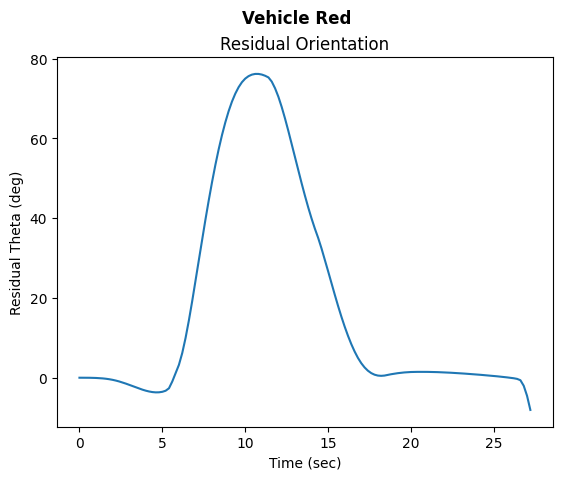 Vehicle Red
Residual Orientation
80
60
40
20
0
Residual Theta (deg)
0 5 10 15 20 25
Time (sec)